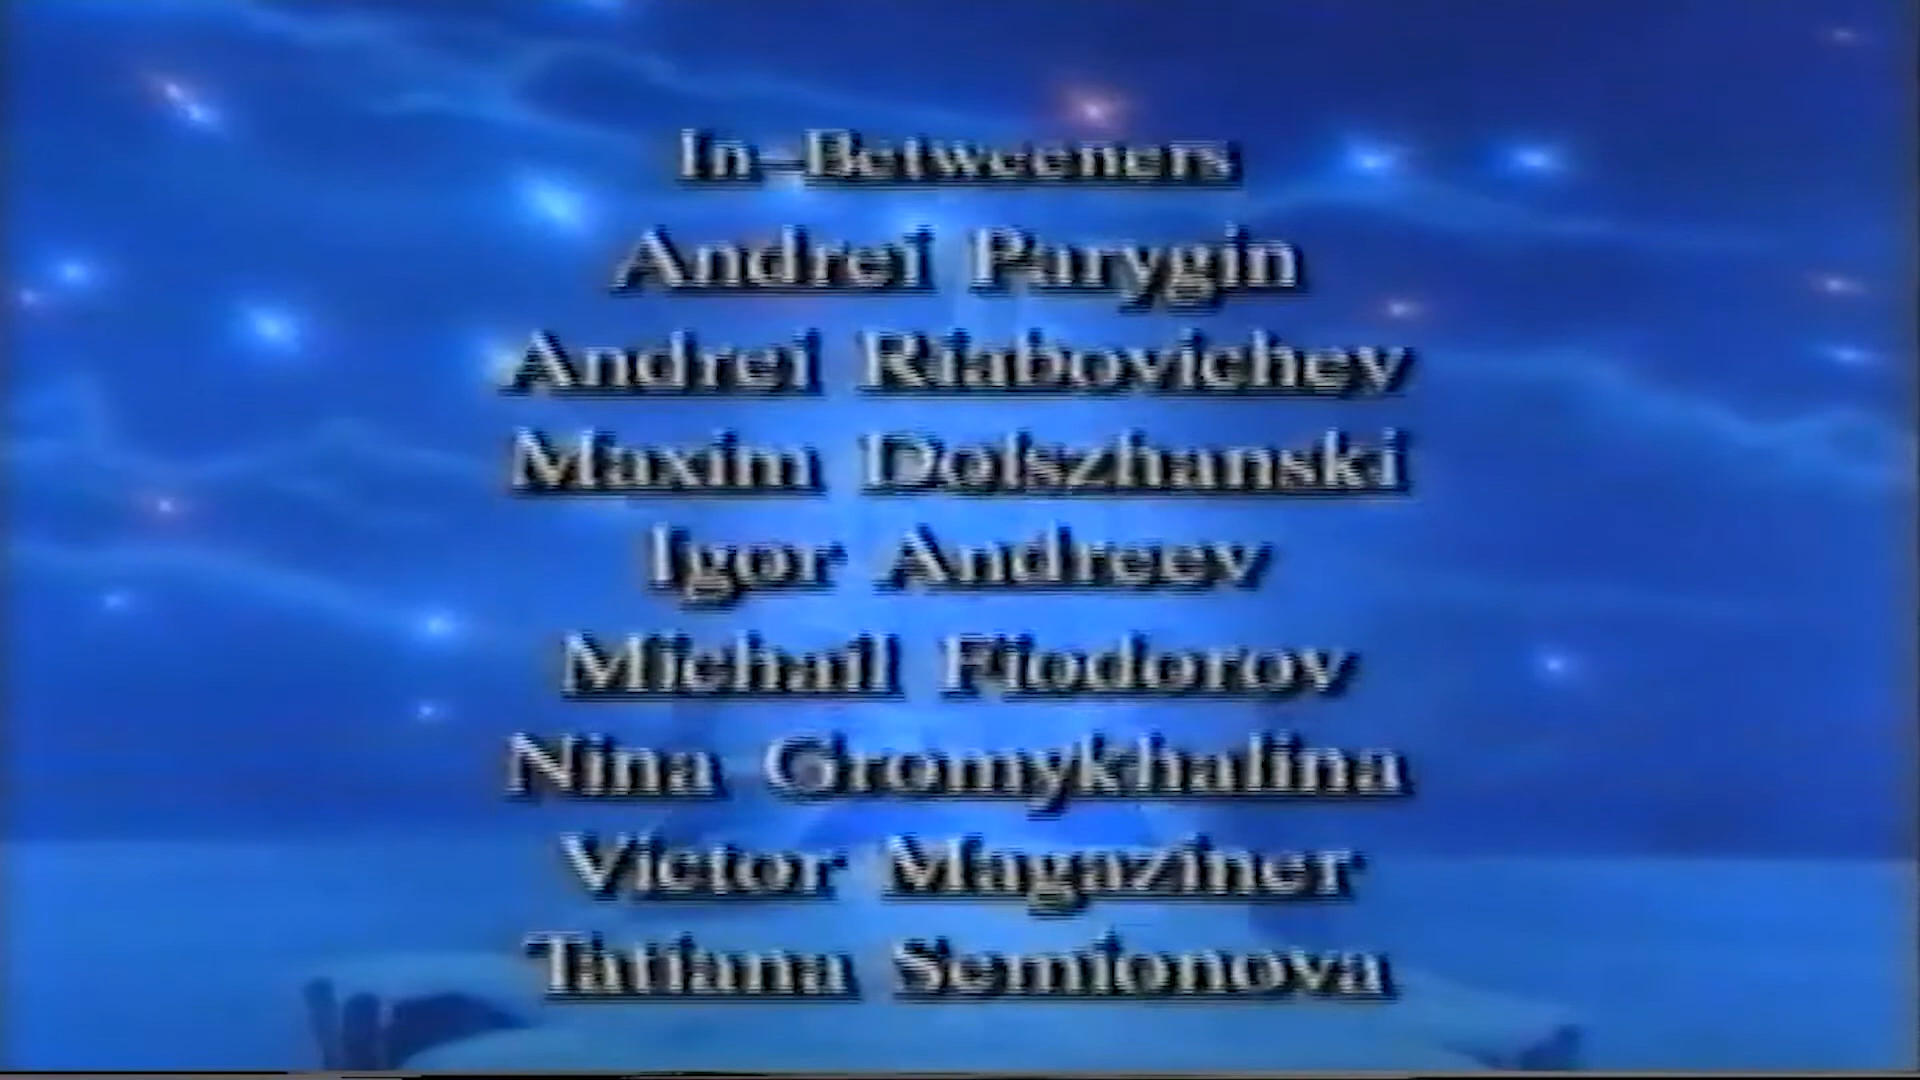 In-Betweeners
Andrei Parygin
Andrei Riabovichev
Maxim Dolszhanski
Igor Andreev
Michail Fiodorov
Nina Gromykhalina
Victor Magaziner
Tatiana Semionova